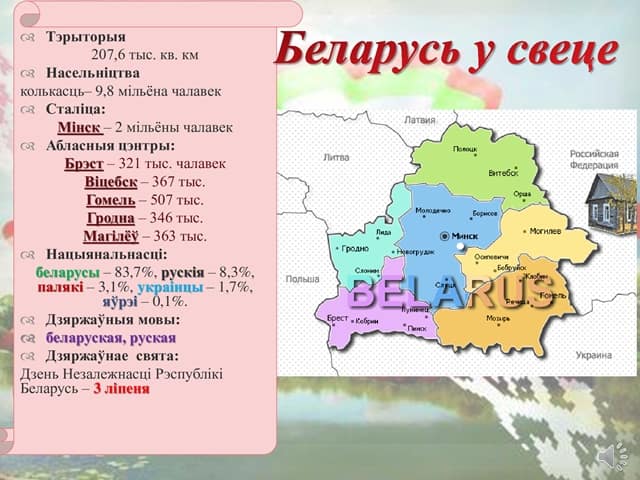 Беларусь у свеце
Тэрыторыя
207,6 тыс. кв. км
Насельніцтва
колькасць– 9,8 мільёна чалавек
Сталіца:
Мінск – 2 мільёны чалавек
Абласныя цэнтры:
Брэст – 321 тыс. чалавек
Віцебск – 367 тыс.
Гомель – 507 тыс.
Гродна – 346 тыс.
Магілёў – 363 тыс.
Нацыянальнасці:
беларусы – 83,7%, рускія – 8,3%,
палякі – 3,1%, украінцы – 1,7%,
яўрэі – 0,1%.
Дзяржаўныя мовы:
беларуская, руская
Дзяржаўнае свята:
Дзень Незалежнасці Рэспублікі
Беларусь – 3 ліпеня
Латвия
Литва
Российская
Федерация
Польша
Украина
Полоцк
Витебск
Орша
Молодечно
Борисов
Минск
Могилев
Лида
Гродно
Новогрудок
Слоним
Осиповичи
Бобруйск
Жлобин
Слуцк
BELARUS
Гомель
Речица
Брест
Кобрин
Лунинец
Пинск
Мозырь